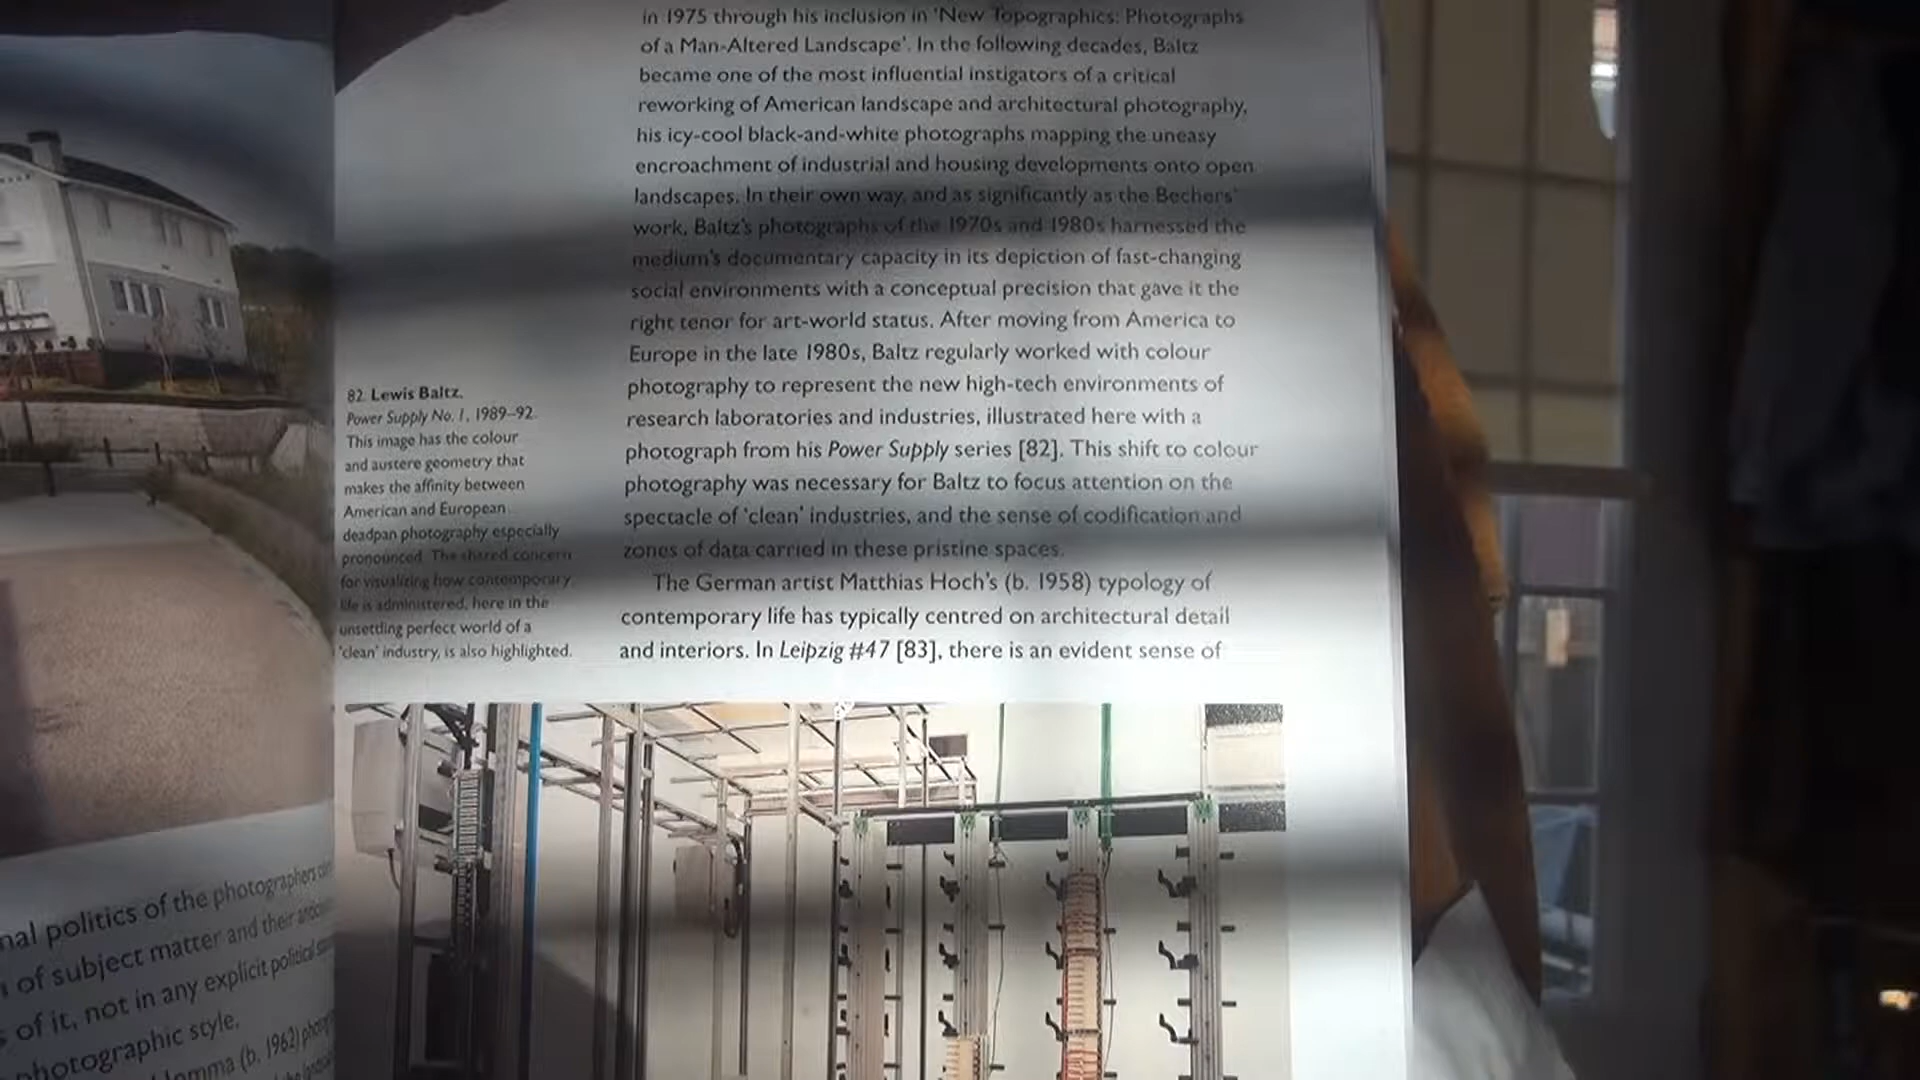 nal politics of the photographers
of subject matter and their
of it, not in any explicit political
photographic style.
(b. 1962)
82. Lewis Baltz,
Power Supply No. 1, 1989–92.
This image has the colour
and austere geometry that
makes the affinity between
American and European
deadpan photography especially
pronounced. The shared concern
for visualizing how contemporary
life is administered, here in the
unsettling perfect world of a
'clean' industry, is also highlighted.
in 1975 through his inclusion in 'New Topographics: Photographs
of a Man-Altered Landscape'. In the following decades, Baltz
became one of the most influential instigators of a critical
reworking of American landscape and architectural photography,
his icy-cool black-and-white photographs mapping the uneasy
encroachment of industrial and housing developments onto open
landscapes. In their own way, and as significantly as the Bechers'
work, Baltz's photographs of the 1970s and 1980s harnessed the
medium's documentary capacity in its depiction of fast-changing
social environments with a conceptual precision that gave it the
right tenor for art-world status. After moving from America to
Europe in the late 1980s, Baltz regularly worked with colour
photography to represent the new high-tech environments of
research laboratories and industries, illustrated here with a
photograph from his Power Supply series [82]. This shift to colour
photography was necessary for Baltz to focus attention on the
spectacle of 'clean' industries, and the sense of codification and
zones of data carried in these pristine spaces.
The German artist Matthias Hoch's (b. 1958) typology of
contemporary life has typically centred on architectural detail
and interiors. In Leipzig #47 [83], there is an evident sense of